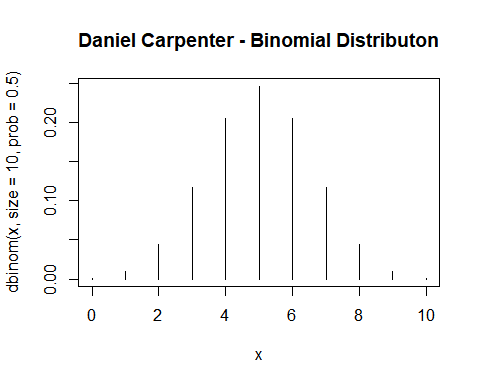 Daniel Carpenter - Binomial Distributon
dbinom(x, size = 10, prob = 0.5)
0.20
0.10
0.00
0 2 4 6 8 10
x